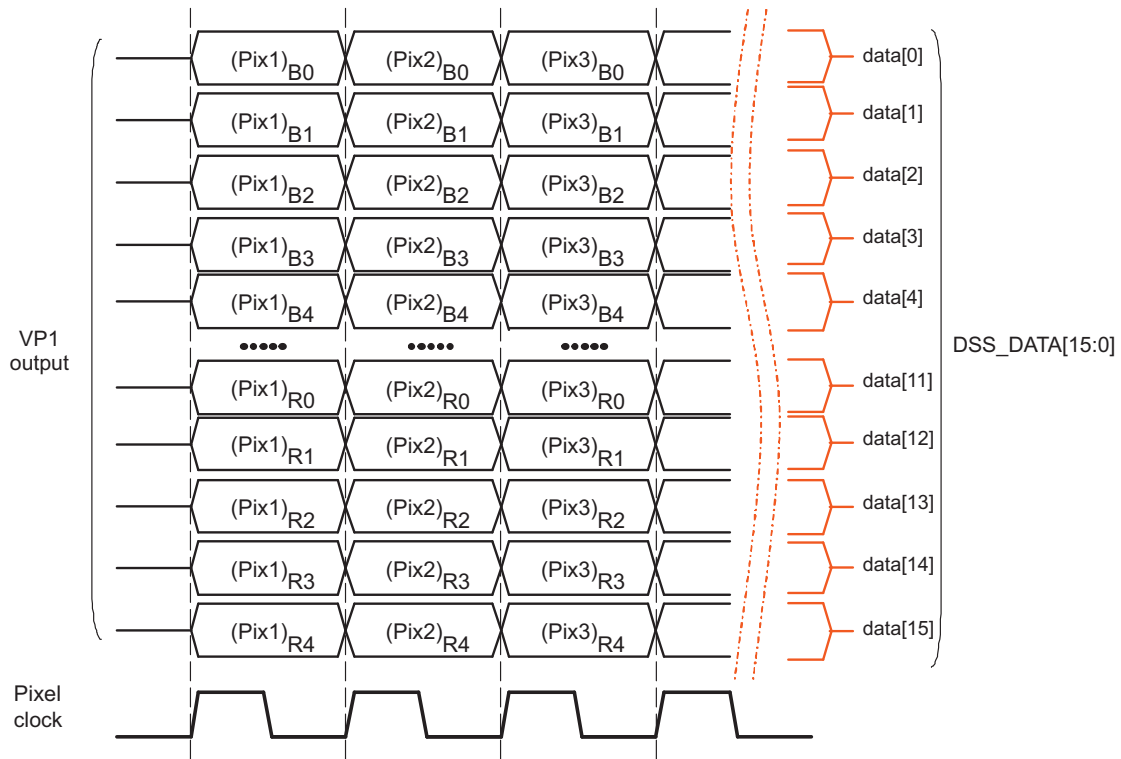 (Pix1)B0 (Pix2)B0 (Pix3)B0 data[0]
(Pix1)B1 (Pix2)B1 (Pix3)B1 data[1]
(Pix1)B2 (Pix2)B2 (Pix3)B2 data[2]
(Pix1)B3 (Pix2)B3 (Pix3)B3 data[3]
(Pix1)B4 (Pix2)B4 (Pix3)B4 data[4]
VP1
output
DSS_DATA[15:0]
(Pix1)R0 (Pix2)R0 (Pix3)R0 data[11]
(Pix1)R1 (Pix2)R1 (Pix3)R1 data[12]
(Pix1)R2 (Pix2)R2 (Pix3)R2 data[13]
(Pix1)R3 (Pix2)R3 (Pix3)R3 data[14]
(Pix1)R4 (Pix2)R4 (Pix3)R4 data[15]
Pixel
clock